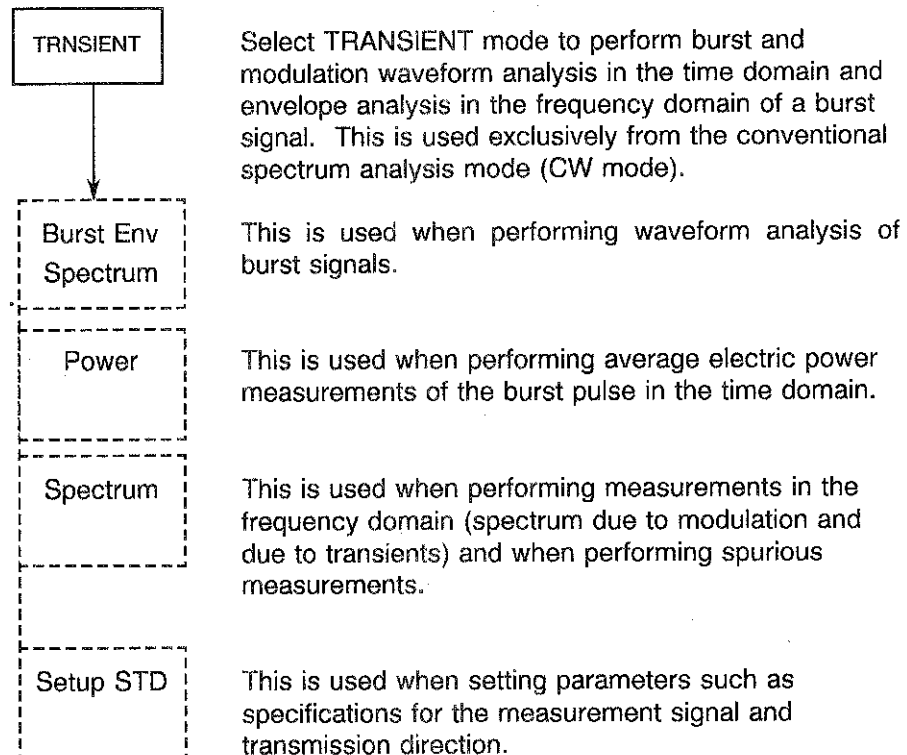 TRNSIENT
Select TRANSIENT mode to perform burst and
modulation waveform analysis in the time domain and
envelope analysis in the frequency domain of a burst
signal. This is used exclusively from the conventional
spectrum analysis mode (CW mode).
Burst Env
Spectrum
This is used when performing waveform analysis of
burst signals.
Power
This is used when performing average electric power
measurements of the burst pulse in the time domain.
Spectrum
This is used when performing measurements in the
frequency domain (spectrum due to modulation and
due to transients) and when performing spurious
measurements.
Setup STD
This is used when setting parameters such as
specifications for the measurement signal and
transmission direction.